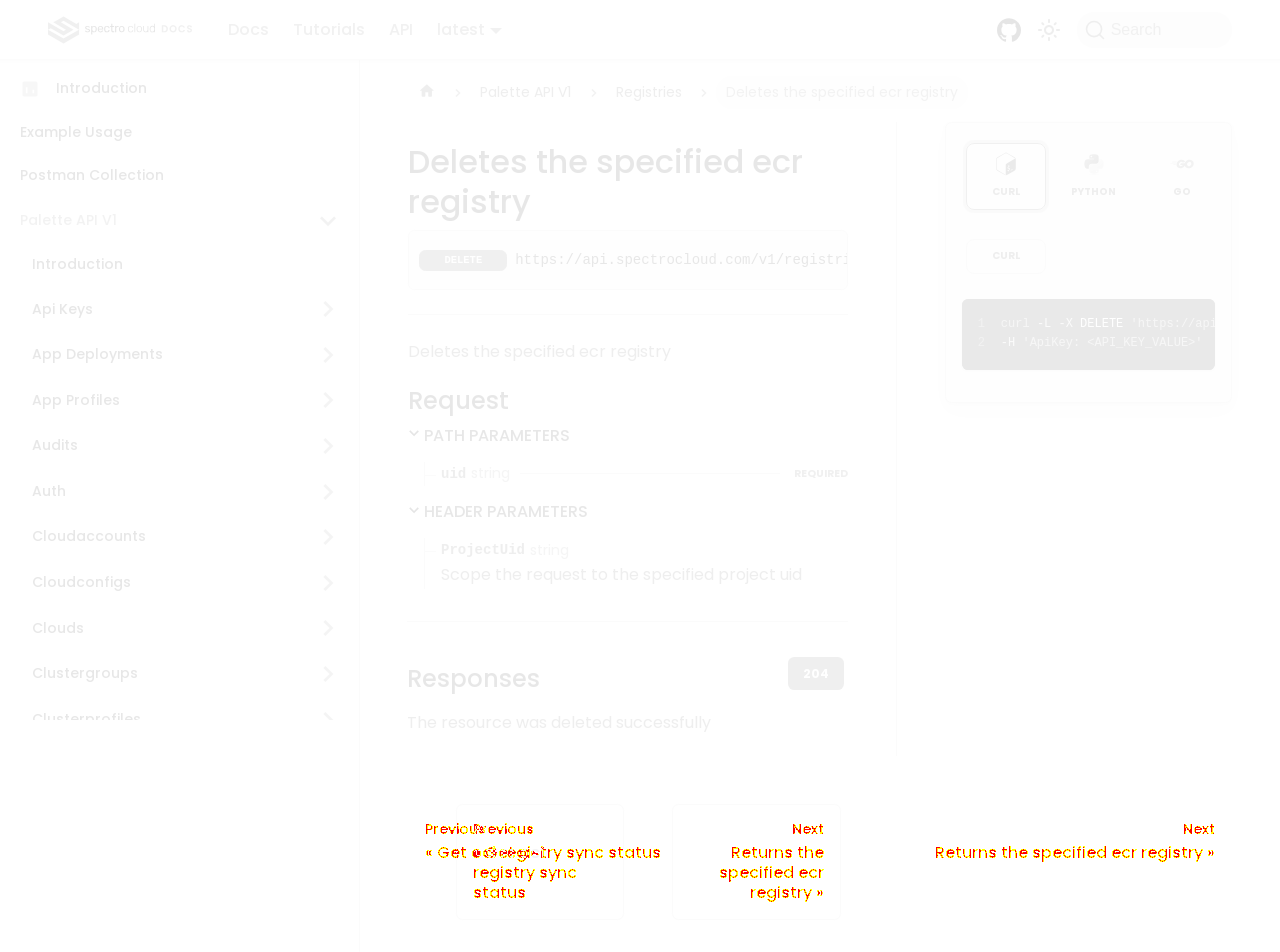 spectro cloud DOCS
Docs
Tutorials
API
latest
Search
Introduction
Example Usage
Postman Collection
Palette API V1
Introduction
Api Keys
App Deployments
App Profiles
Audits
Auth
Cloudaccounts
Cloudconfigs
Clouds
Clustergroups
Clusterprofiles
Palette API V1
Registries
Deletes the specified ecr registry
Deletes the specified ecr
registry
DELETE https://api.spectrocloud.com/v1/registri
Deletes the specified ecr registry
Request
PATH PARAMETERS
uid string REQUIRED
HEADER PARAMETERS
ProjectUid string
Scope the request to the specified project uid
Responses
204
The resource was deleted successfully
CURL
PYTHON
GO
CURL
1 curl -L -X DELETE 'https://api
2 -H 'ApiKey: <API_KEY_VALUE>'
Previous
Previous
« Get registry sync status
registry sync
status
Next
Returns the
specified ecr
registry »
Next
Returns the specified ecr registry »